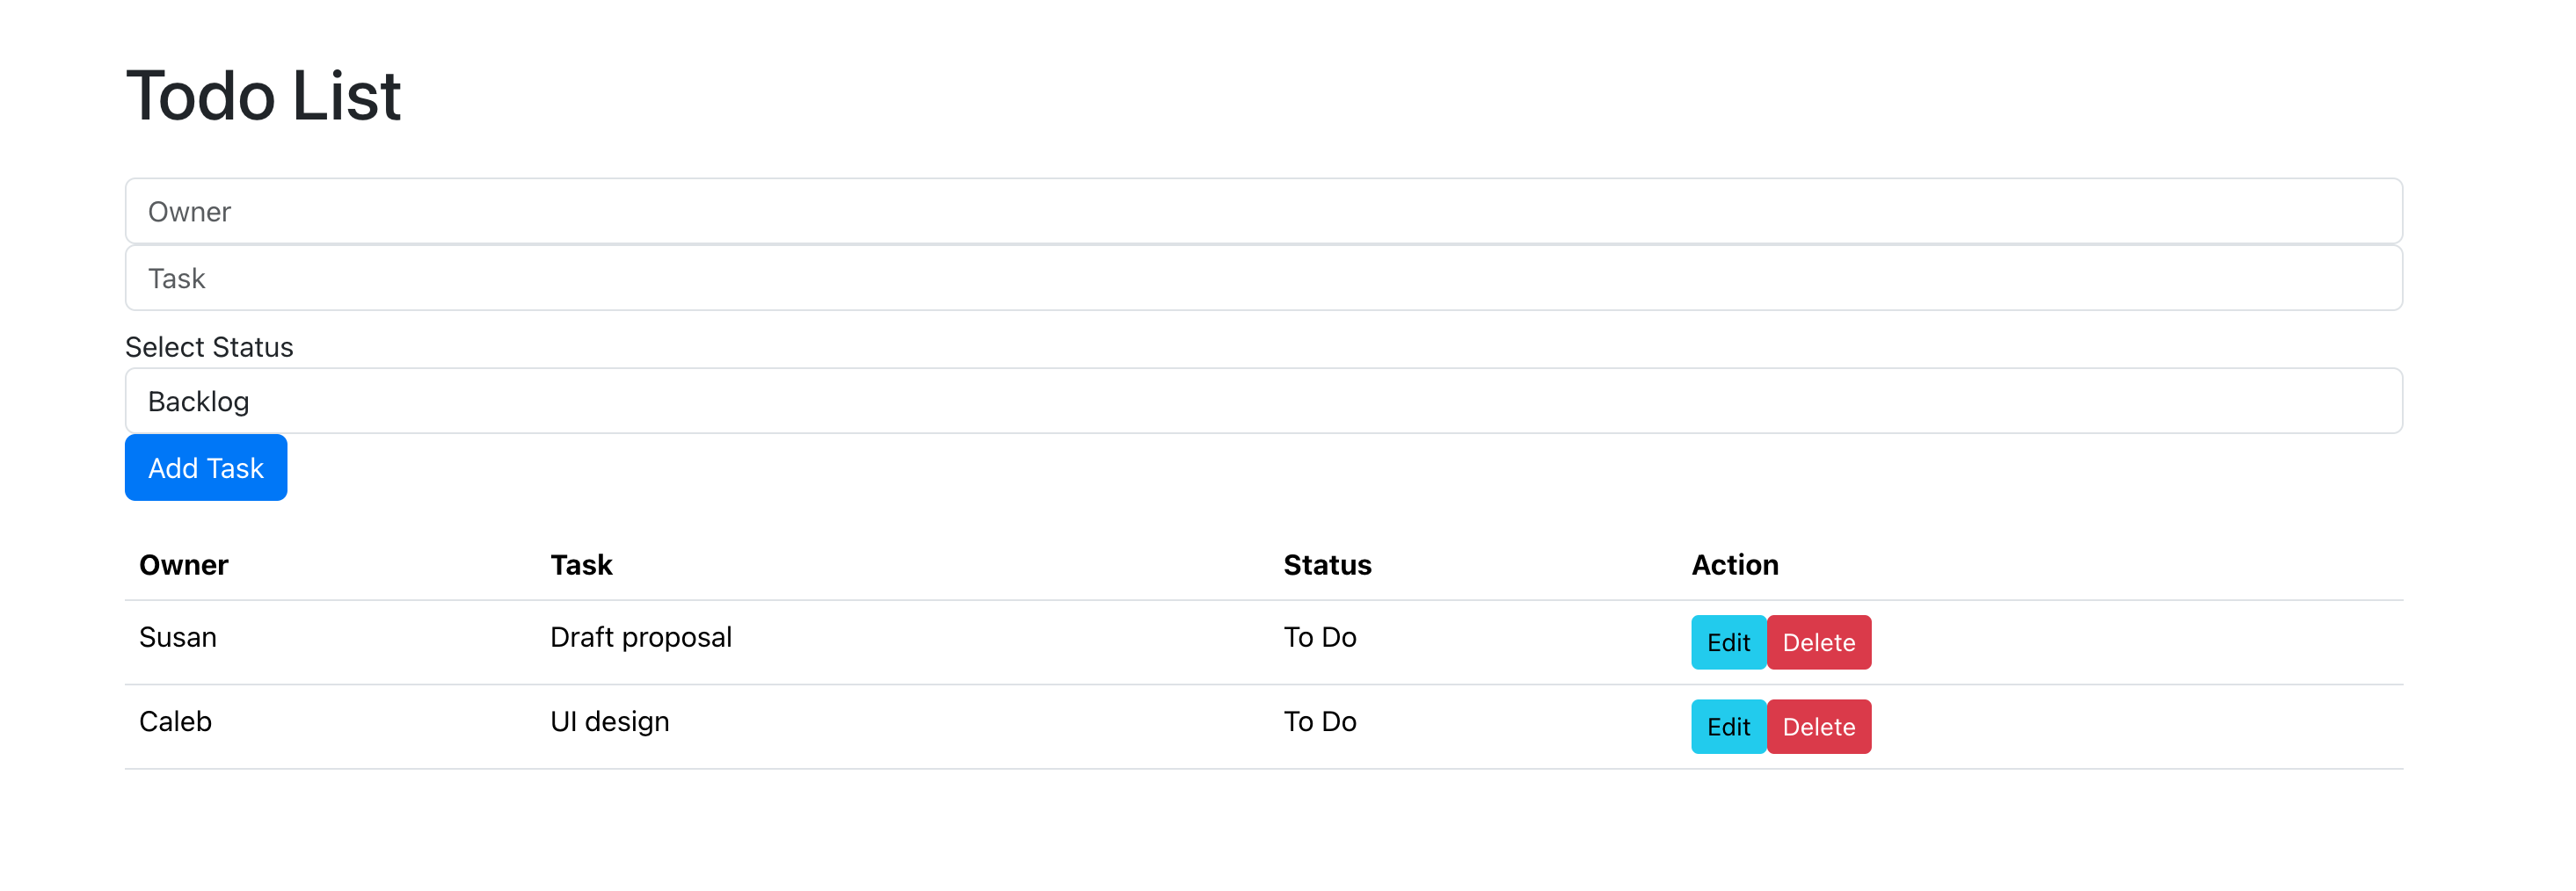 Todo List
Owner
Task
Select Status
Backlog
Add Task
Owner Task Status Action
Susan Draft proposal To Do Edit Delete
Caleb UI design To Do Edit Delete